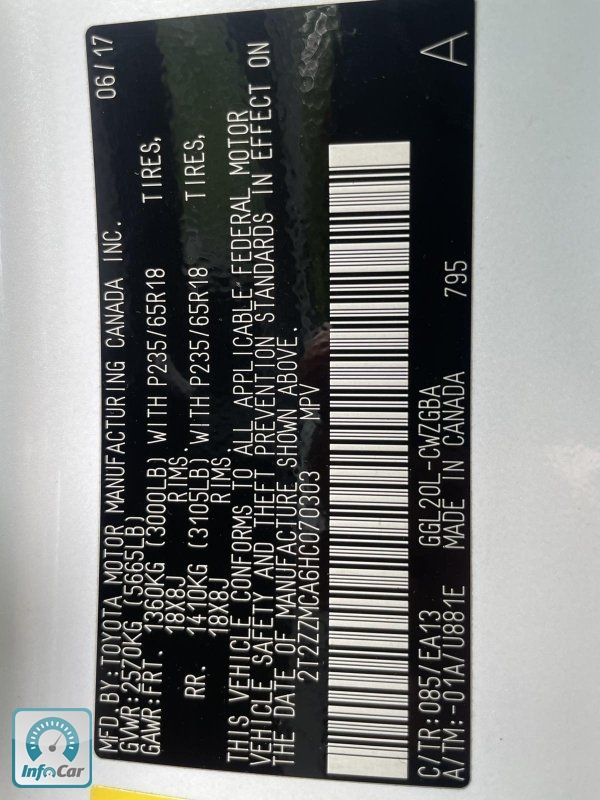 MFD.BY:TOYOTA MOTOR MANUFACTURING CANADA INC. 06/17
GVWR:2570KG (5665LB)
GAWR:FRT. 1360KG (3000LB) WITH P235/65R18 TIRES,
18X8J RIMS.
RR. 1410KG (3105LB) WITH P235/65R18 TIRES,
18X8J RIMS.
THIS VEHICLE CONFORMS TO ALL APPLICABLE FEDERAL MOTOR
VEHICLE SAFETY AND THEFT PREVENTION STANDARDS IN EFFECT ON
THE DATE OF MANUFACTURE SHOWN ABOVE.
2T2ZZMCA6HC070303 MPV
C/TR:085/EA13 GGL20L-CWZGBA
A/TM:-01A/U881E MADE IN CANADA 795 A
InfoCar